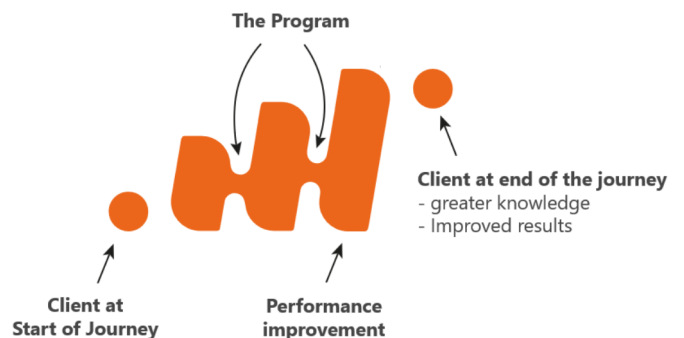 The Program
Client at end of the journey
- greater knowledge
- Improved results
Client at
Start of Journey
Performance
improvement